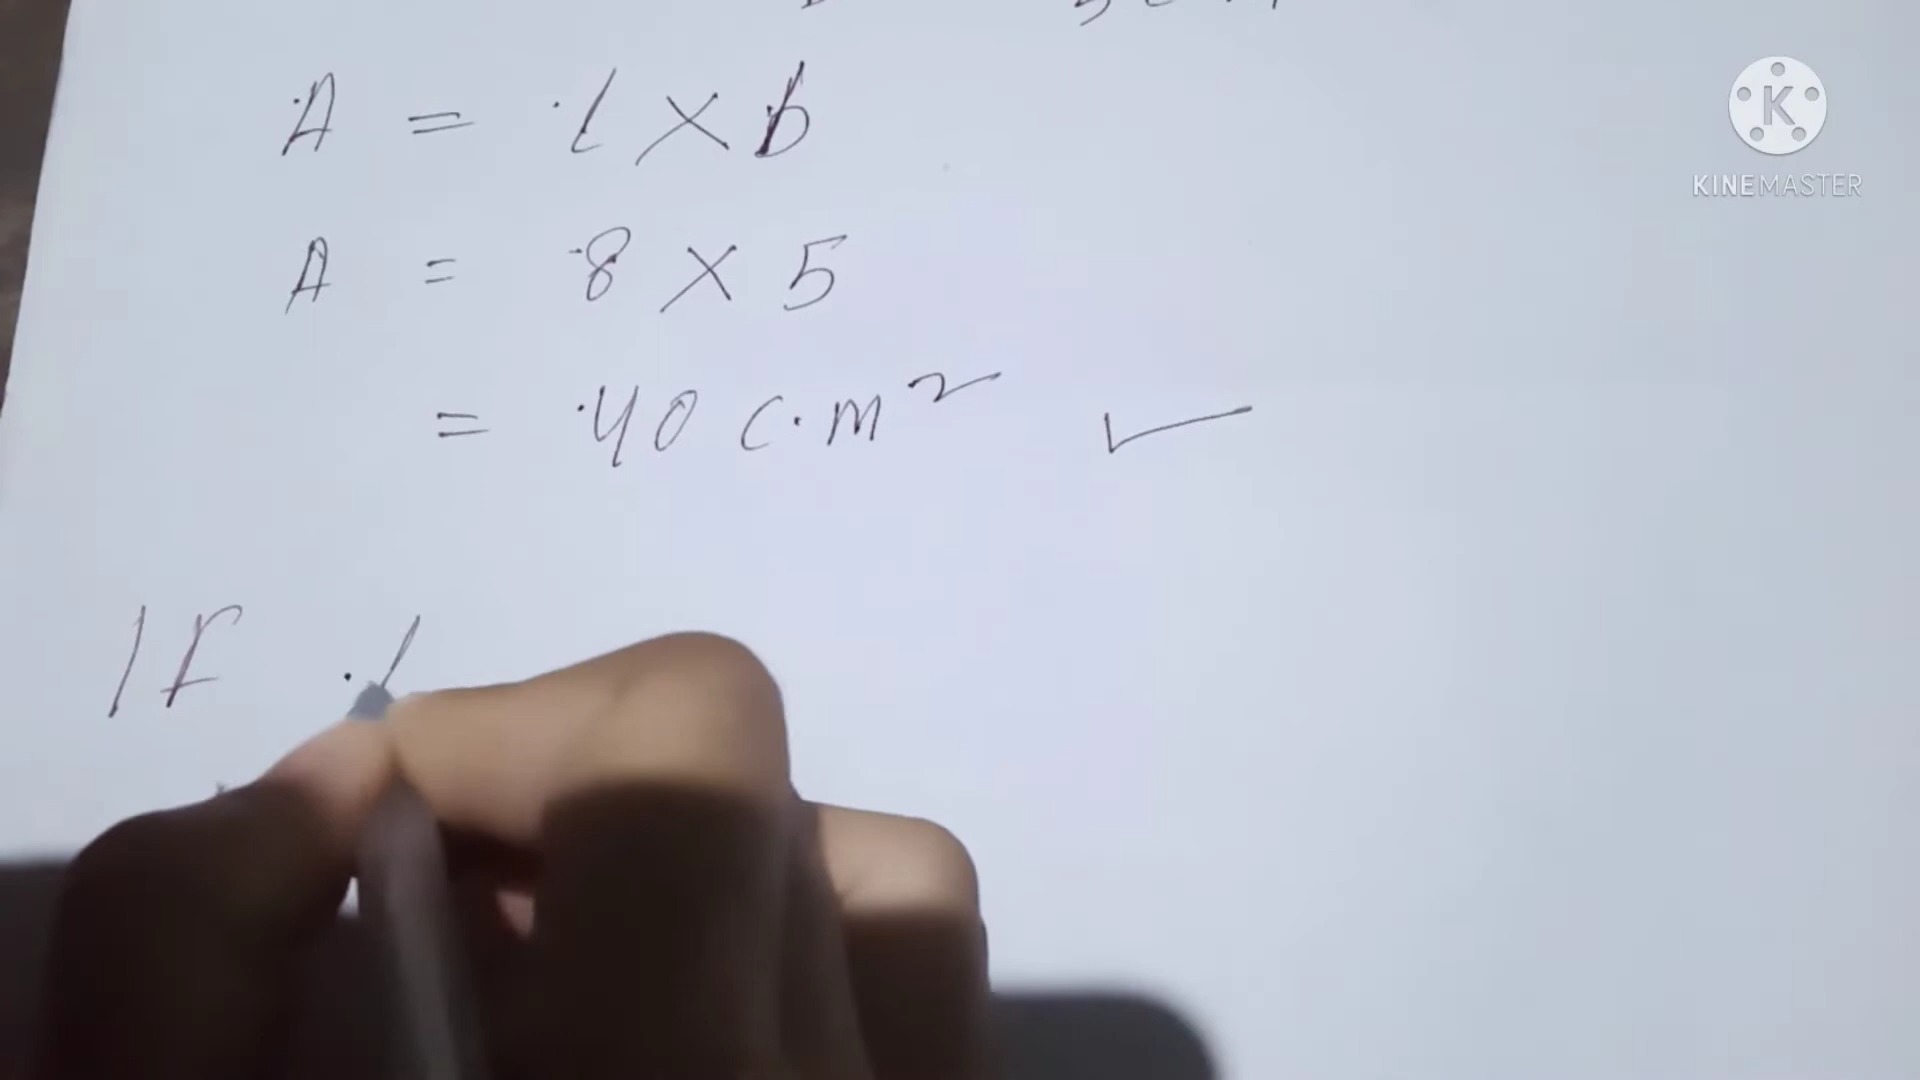 A = l × b
A = 8 × 5
= 40 c.m²
If l
K
KINEMASTER